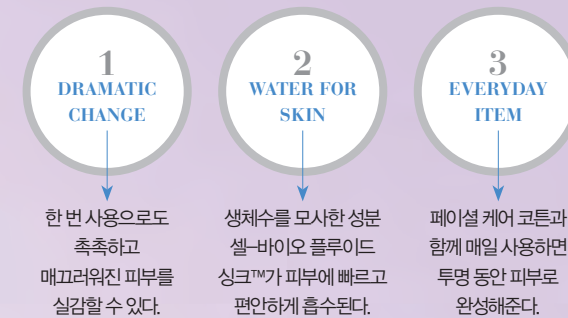 1
DRAMATIC
CHANGE
한 번 사용으로도
촉촉하고
매끄러워진 피부를
실감할 수 있다.
2
WATER FOR
SKIN
생체수를 모사한 성분
셀-바이오 플루이드
싱크™가 피부에 빠르고
편안하게 흡수된다.
3
EVERYDAY
ITEM
페이셜 케어 코튼과
함께 매일 사용하면
투명 동안 피부로
완성해준다.